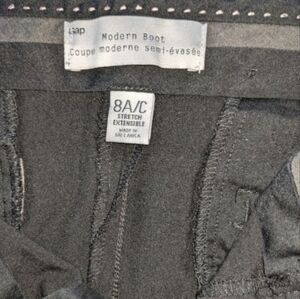 Gap
Modern Boot
Coupe moderne semi-évasée
8A/C
STRETCH
EXTENSIBLE
MADE IN
SRI LANKA